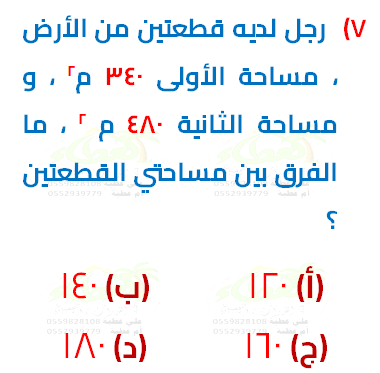 ٧) رجل لديه قطعتين من الأرض
، مساحة الأولى ٣٤٠ م٢ ، و
مساحة الثانية ٤٨٠ م ٢ ، ما
الفرق بين مساحتي القطعتين
؟
(أ) ١٢٠ (ب) ١٤٠
(ج) ١٦٠ (د) ١٨٠